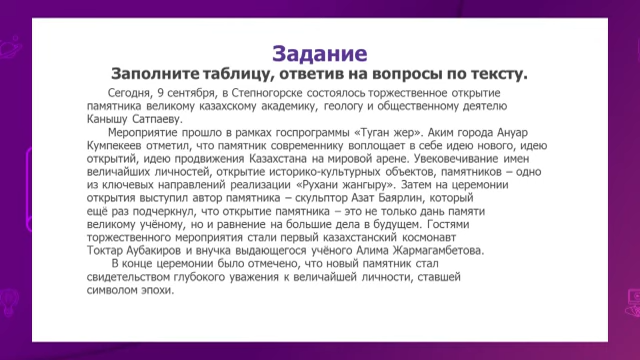 Задание
Заполните таблицу, ответив на вопросы по тексту.
Сегодня, 9 сентября, в Степногорске состоялось торжественное открытие
памятника великому казахскому академику, геологу и общественному деятелю
Канышу Сатпаеву.
Мероприятие прошло в рамках госпрограммы «Туган жер». Аким города Ануар
Кумпекеев отметил, что памятник современнику воплощает в себе идею нового, идею
открытий, идею продвижения Казахстана на мировой арене. Увековечивание имен
величайших личностей, открытие историко-культурных объектов, памятников – одно
из ключевых направлений реализации «Рухани жангыру». Затем на церемонии
открытия выступил автор памятника – скульптор Азат Баярлин, который
ещё раз подчеркнул, что открытие памятника – это не только дань памяти
великому учёному, но и равнение на большие дела в будущем. Гостями
торжественного мероприятия стали первый казахстанский космонавт
Токтар Аубакиров и внучка выдающегося учёного Алима Жармагамбетова.
В конце церемонии было отмечено, что новый памятник стал
свидетельством глубокого уважения к величайшей личности, ставшей
символом эпохи.